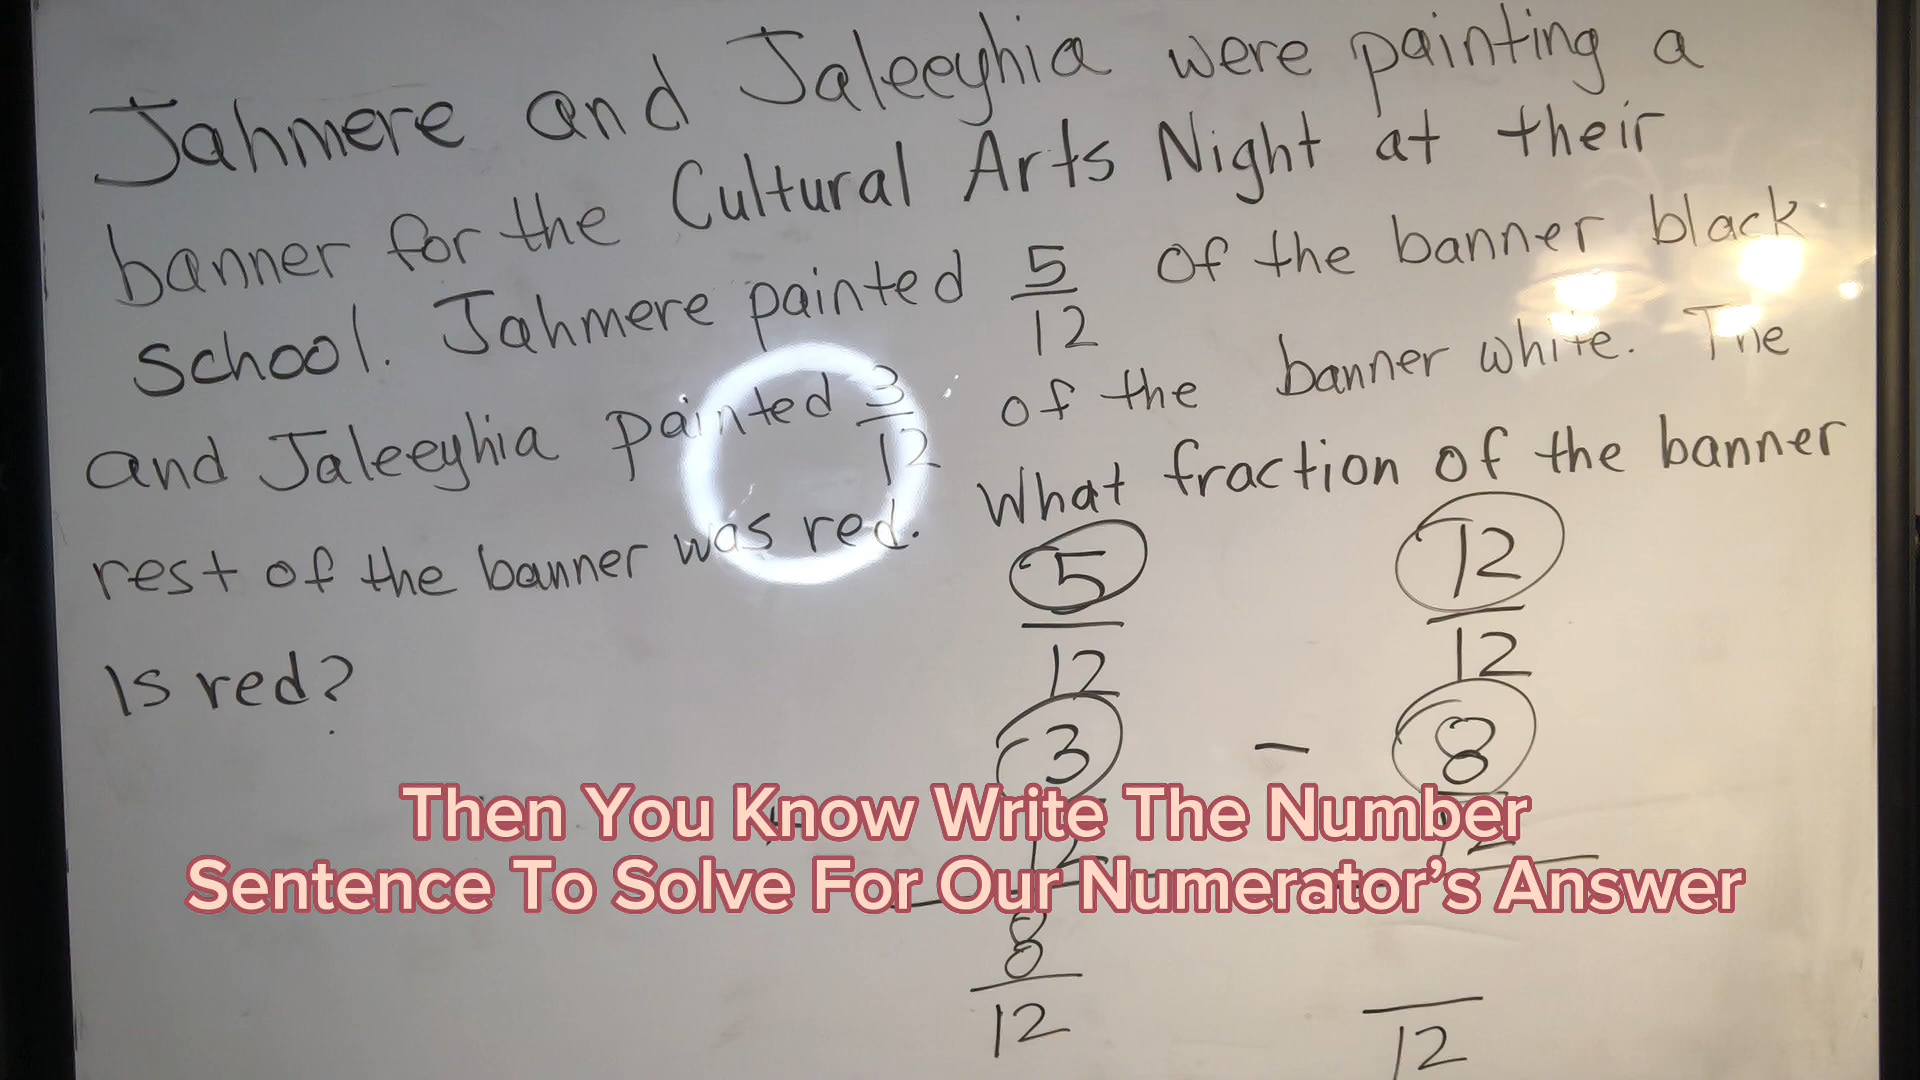 Jahmere and Jaleeyhia were painting a
banner for the Cultural Arts Night at their
school. Jahmere painted 5/12 of the banner black
and Jaleeyhia painted 3/12 of the banner white. The
rest of the banner was red. What fraction of the banner
is red?
5
12
3
12
8
12
12
12
- 8
12
12
Then You Know Write The Number
Sentence To Solve For Our Numerator’s Answer